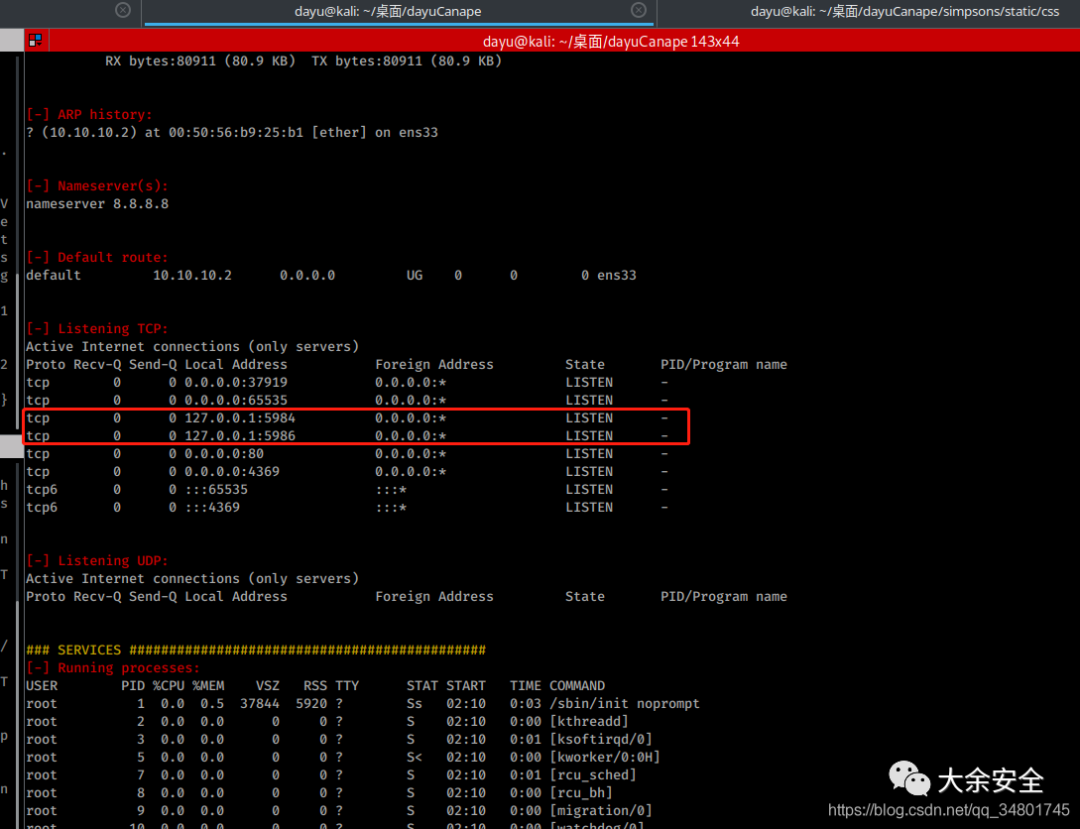 dayu@kali: ~/桌面/dayuCanape
dayu@kali: ~/桌面/dayuCanape/simpsons/static/css
dayu@kali: ~/桌面/dayuCanape 143x44
RX bytes:80911 (80.9 KB) TX bytes:80911 (80.9 KB)
[-] ARP history:
? (10.10.10.2) at 00:50:56:b9:25:b1 [ether] on ens33
[-] Nameserver(s):
nameserver 8.8.8.8
[-] Default route:
default 10.10.10.2 0.0.0.0 UG 0 0 0 ens33
[-] Listening TCP:
Active Internet connections (only servers)
Proto Recv-Q Send-Q Local Address Foreign Address State PID/Program name
tcp 0 0 0.0.0.0:37919 0.0.0.0:* LISTEN -
tcp 0 0 0.0.0.0:65535 0.0.0.0:* LISTEN -
tcp 0 0 127.0.0.1:5984 0.0.0.0:* LISTEN -
tcp 0 0 127.0.0.1:5986 0.0.0.0:* LISTEN -
tcp 0 0 0.0.0.0:80 0.0.0.0:* LISTEN -
tcp 0 0 0.0.0.0:4369 0.0.0.0:* LISTEN -
tcp6 0 0 :::65535 :::* LISTEN -
tcp6 0 0 :::4369 :::* LISTEN -
[-] Listening UDP:
Active Internet connections (only servers)
Proto Recv-Q Send-Q Local Address Foreign Address State PID/Program name
### SERVICES #############################################
[-] Running processes:
USER PID %CPU %MEM VSZ RSS TTY STAT START TIME COMMAND
root 1 0.0 0.5 37844 5920 ? Ss 02:10 0:03 /sbin/init noprompt
root 2 0.0 0.0 0 0 ? S 02:10 0:00 [kthreadd]
root 3 0.0 0.0 0 0 ? S 02:10 0:01 [ksoftirqd/0]
root 5 0.0 0.0 0 0 ? S< 02:10 0:00 [kworker/0:0H]
root 7 0.0 0.0 0 0 ? S 02:10 0:01 [rcu_sched]
root 8 0.0 0.0 0 0 ? S 02:10 0:00 [rcu_bh]
root 9 0.0 0.0 0 0 ? S 02:10 0:00 [migration/0]
root 10 0.0 0.0 0 0 ? S 02:10 0:00 [watchdog/0]
大余安全
https://blog.csdn.net/qq_34801745